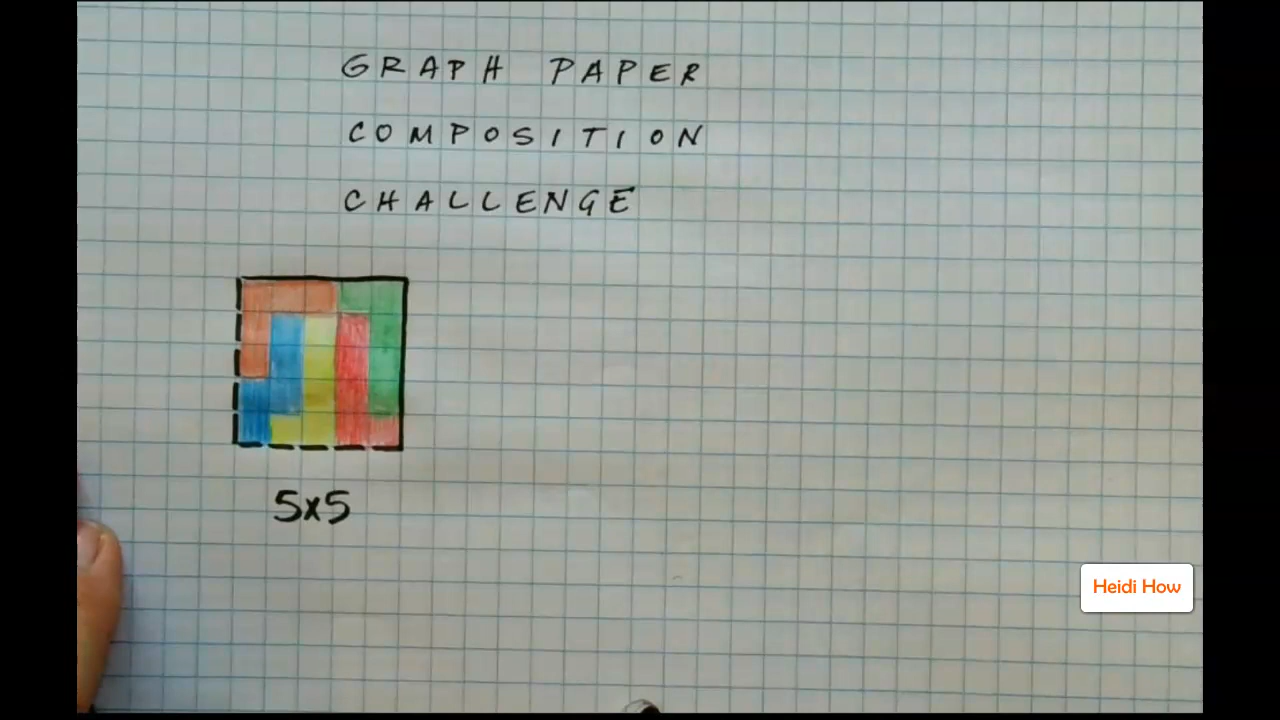 GRAPH PAPER
COMPOSITION
CHALLENGE
5x5
Heidi How